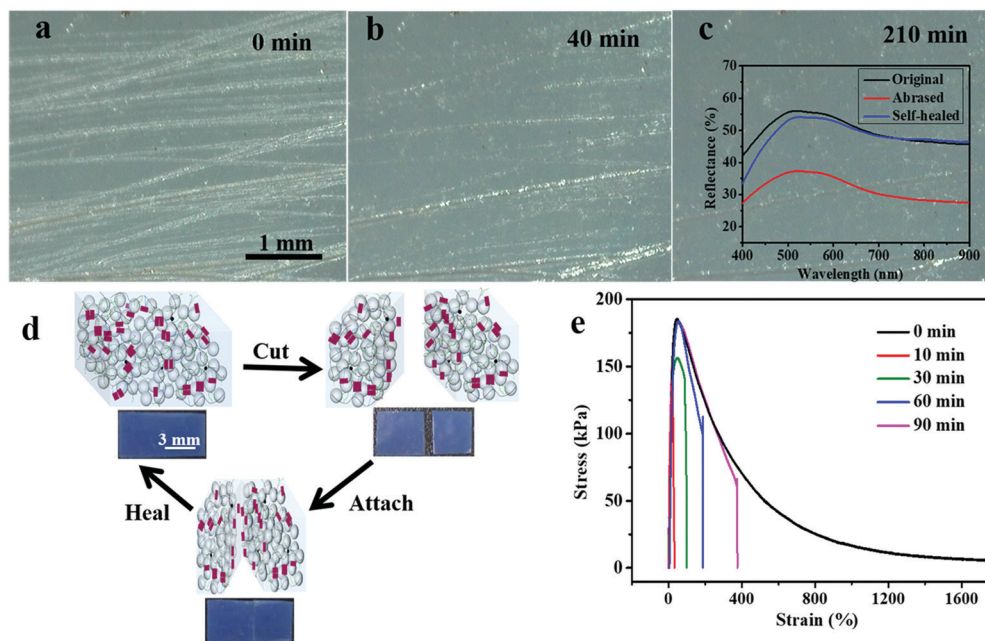 a
0 min
1 mm
b
40 min
c
210 min
70
60
50
40
30
20
Reflectance (%)
Original
Abrased
Self-healed
400 500 600 700 800 900
Wavelength (nm)
d
Cut
3 mm
Attach
Heal
e
200
150
100
50
0
Stress (kPa)
0 min
10 min
30 min
60 min
90 min
0 400 800 1200 1600
Strain (%)